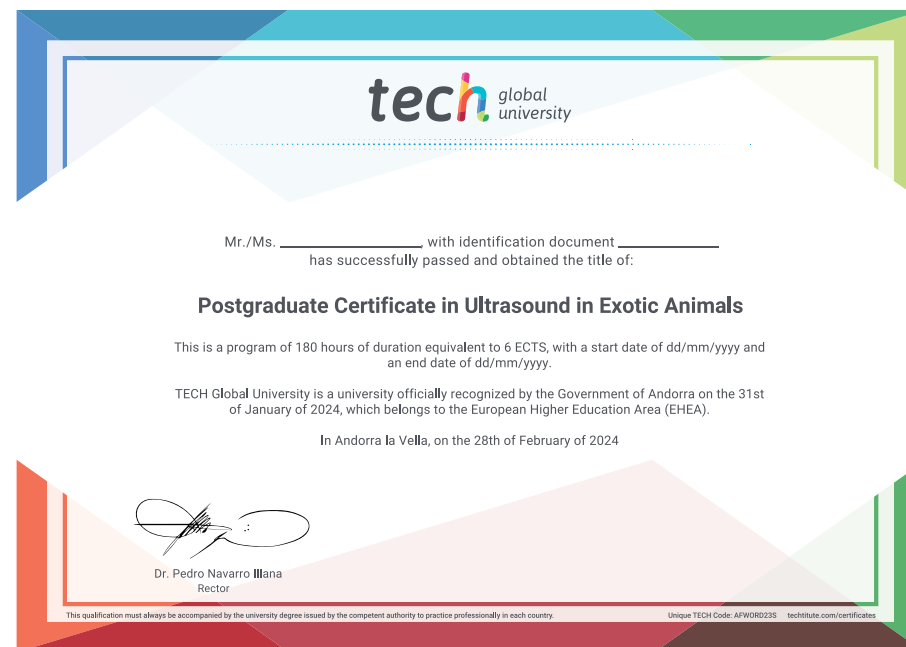 tech global university
Mr./Ms. ____________, with identification document ____________
has successfully passed and obtained the title of:
Postgraduate Certificate in Ultrasound in Exotic Animals
This is a program of 180 hours of duration equivalent to 6 ECTS, with a start date of dd/mm/yyyy and
an end date of dd/mm/yyyy.
TECH Global University is a university officially recognized by the Government of Andorra on the 31st
of January of 2024, which belongs to the European Higher Education Area (EHEA).
In Andorra la Vella, on the 28th of February of 2024
Dr. Pedro Navarro Illana
Rector
This qualification must always be accompanied by the university degree issued by the competent authority to practice professionally in each country.
Unique TECH Code: AFWORD23S techtitute.com/certificates